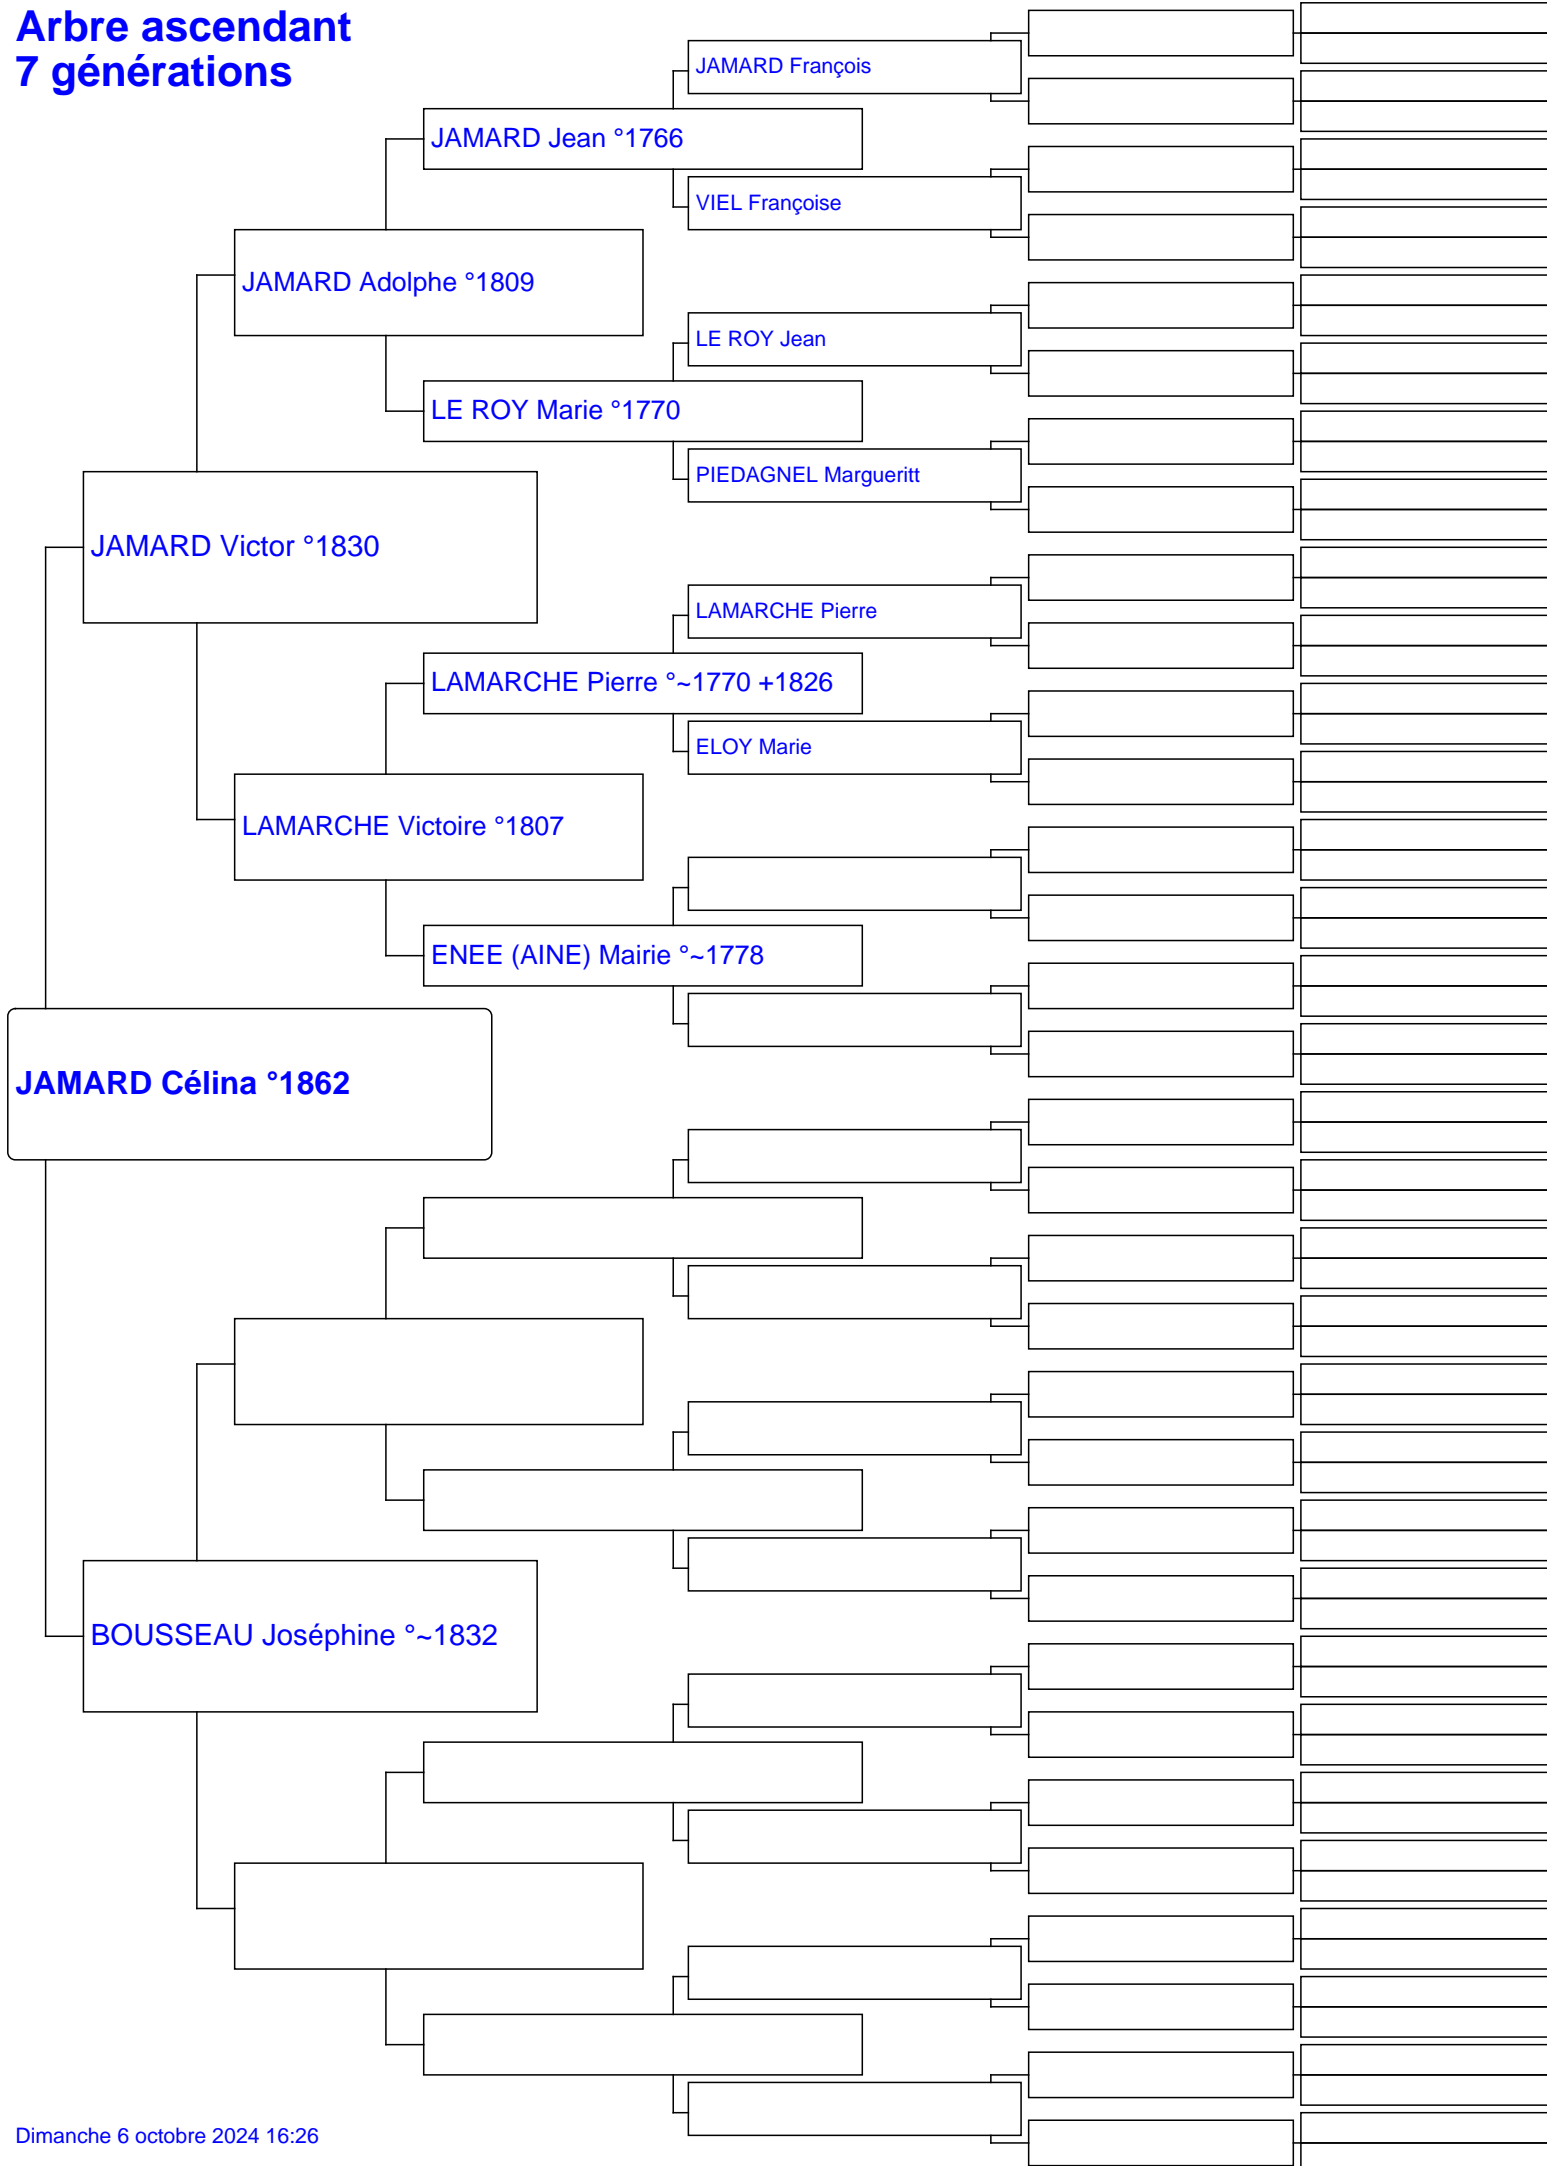 Arbre ascendant
7 générations
JAMARD François
JAMARD Jean °1766
VIEL Françoise
JAMARD Adolphe °1809
LE ROY Jean
LE ROY Marie °1770
PIEDAGNEL Margueritt
JAMARD Victor °1830
LAMARCHE Pierre
LAMARCHE Pierre °~1770 +1826
ELOY Marie
LAMARCHE Victoire °1807
ENEE (AINE) Mairie °~1778
JAMARD Célina °1862
BOUSSEAU Joséphine °~1832
Dimanche 6 octobre 2024 16:26